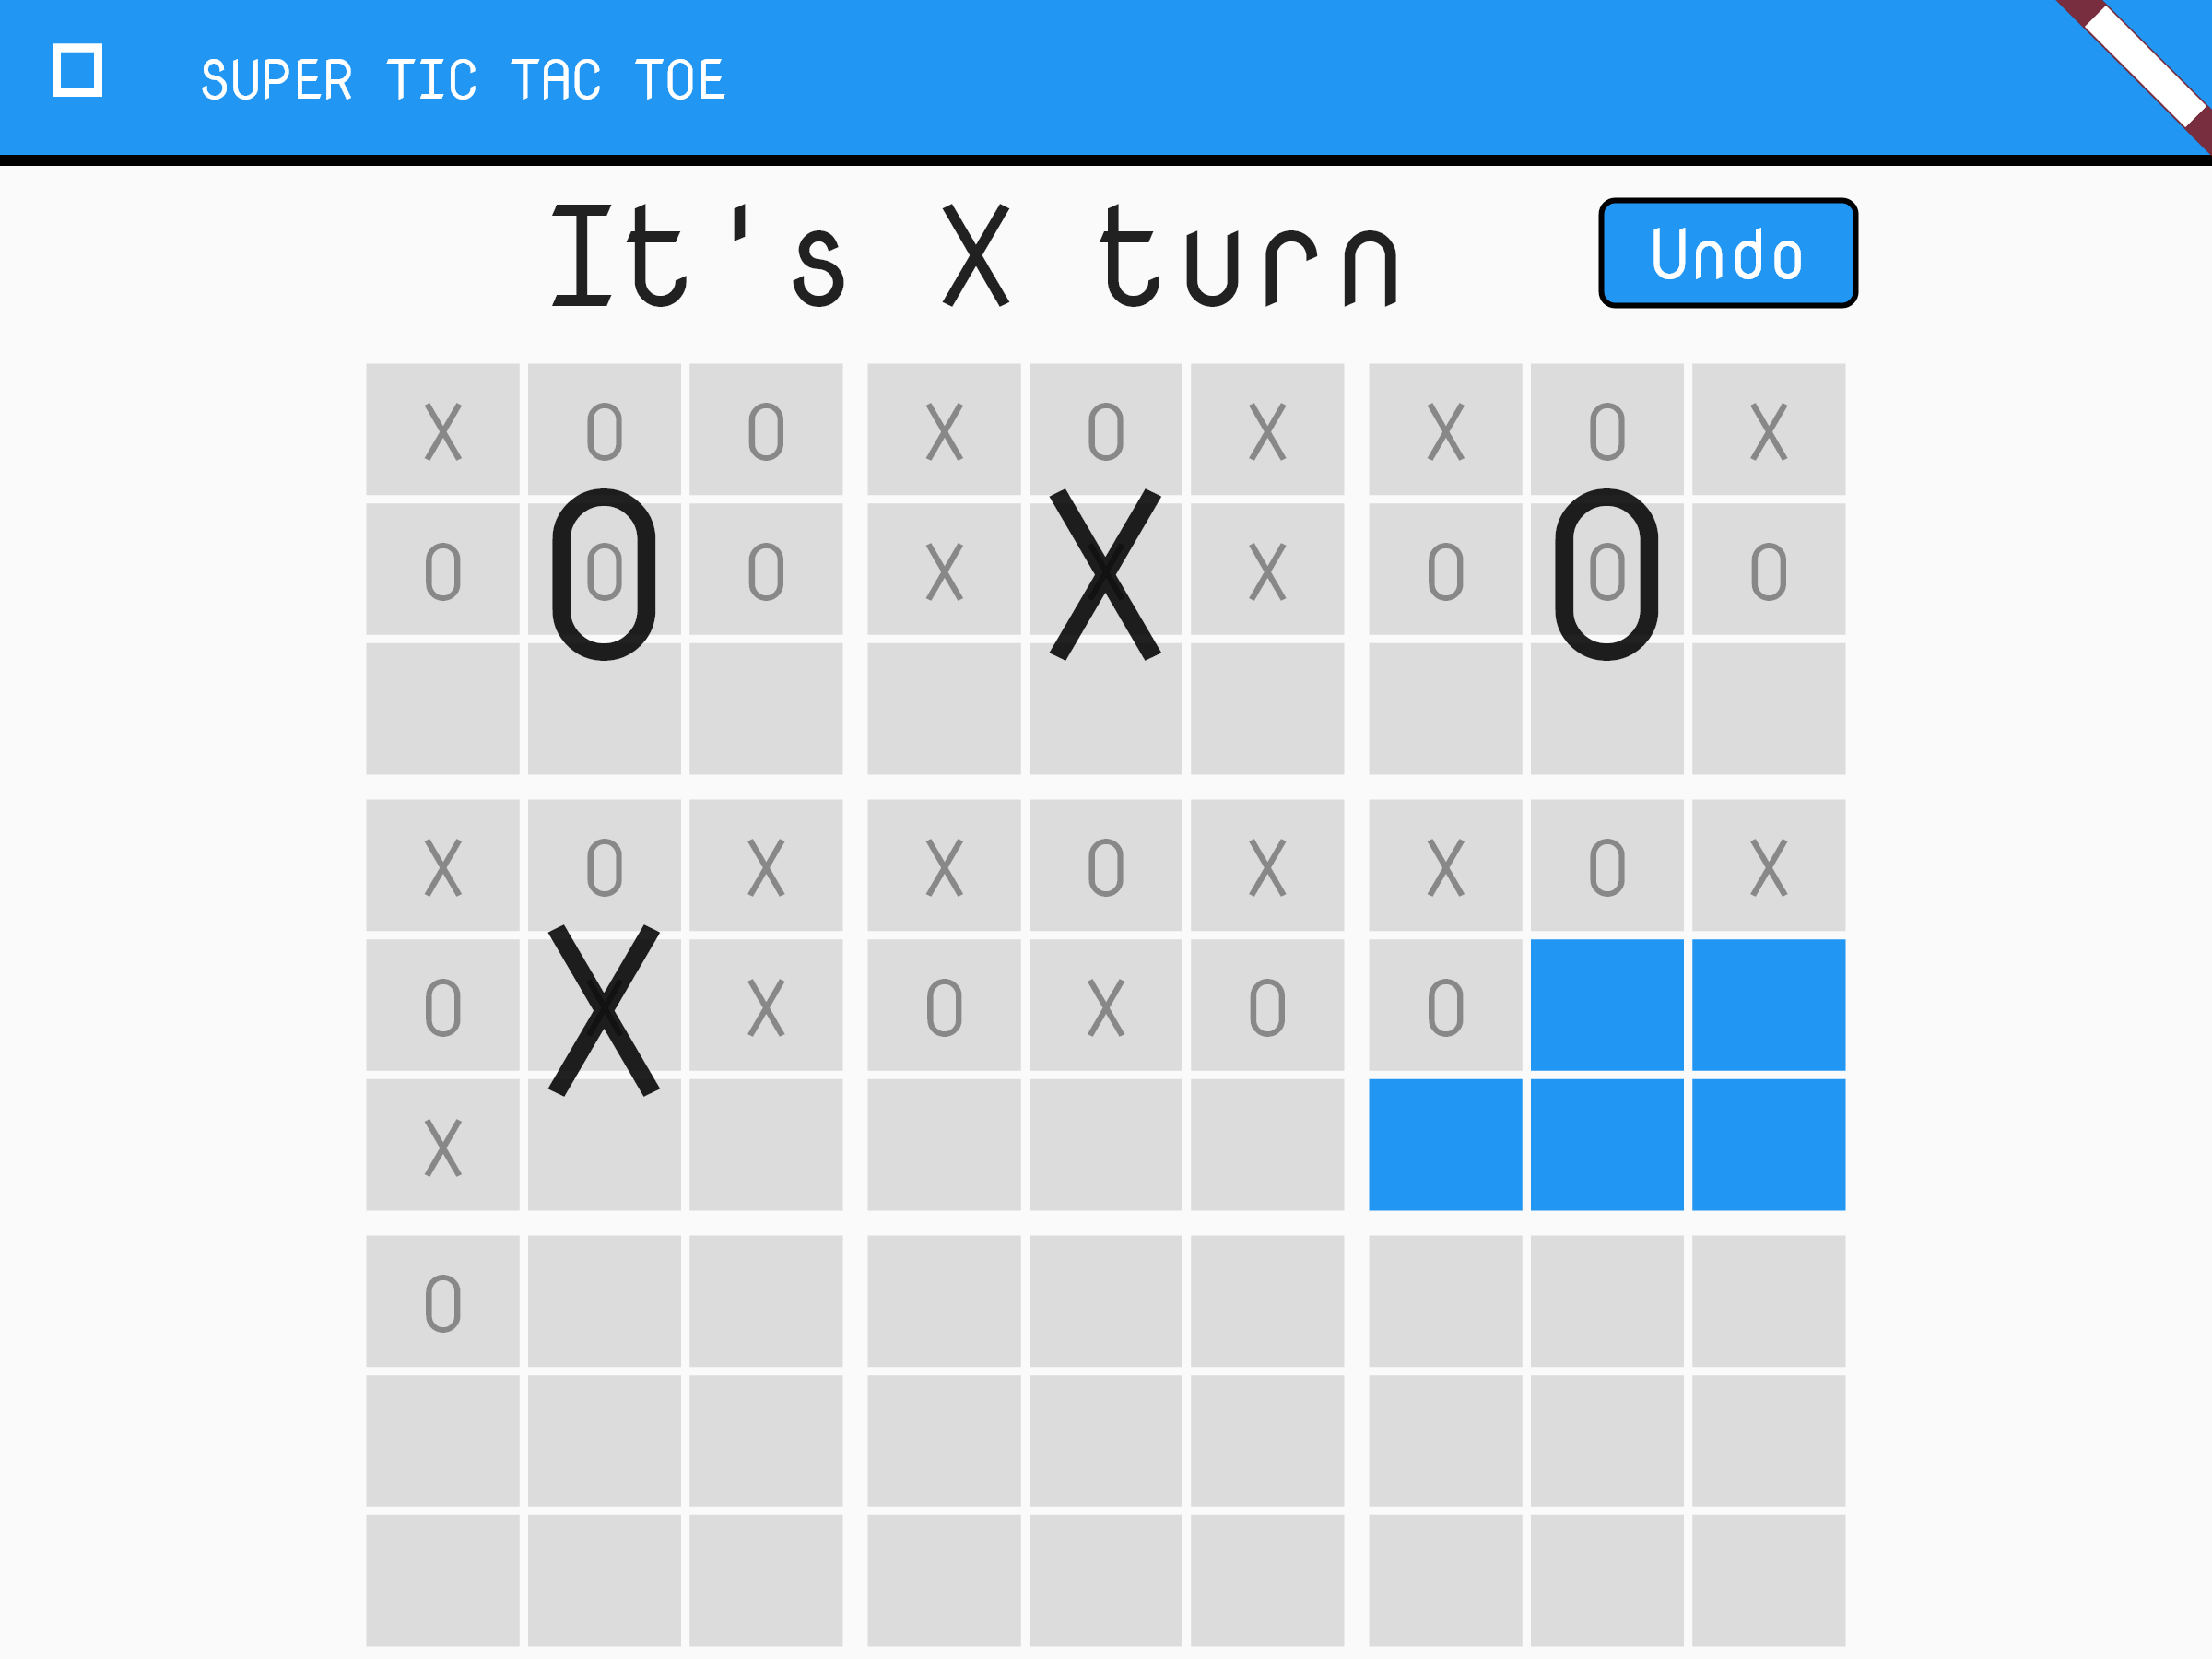 SUPER TIC TAC TOE
It's X turn
Undo
X O O X O X X O X
O O O X X X O O O
X O X X O X X O X
O X X O X O O
X
O
O X O
X